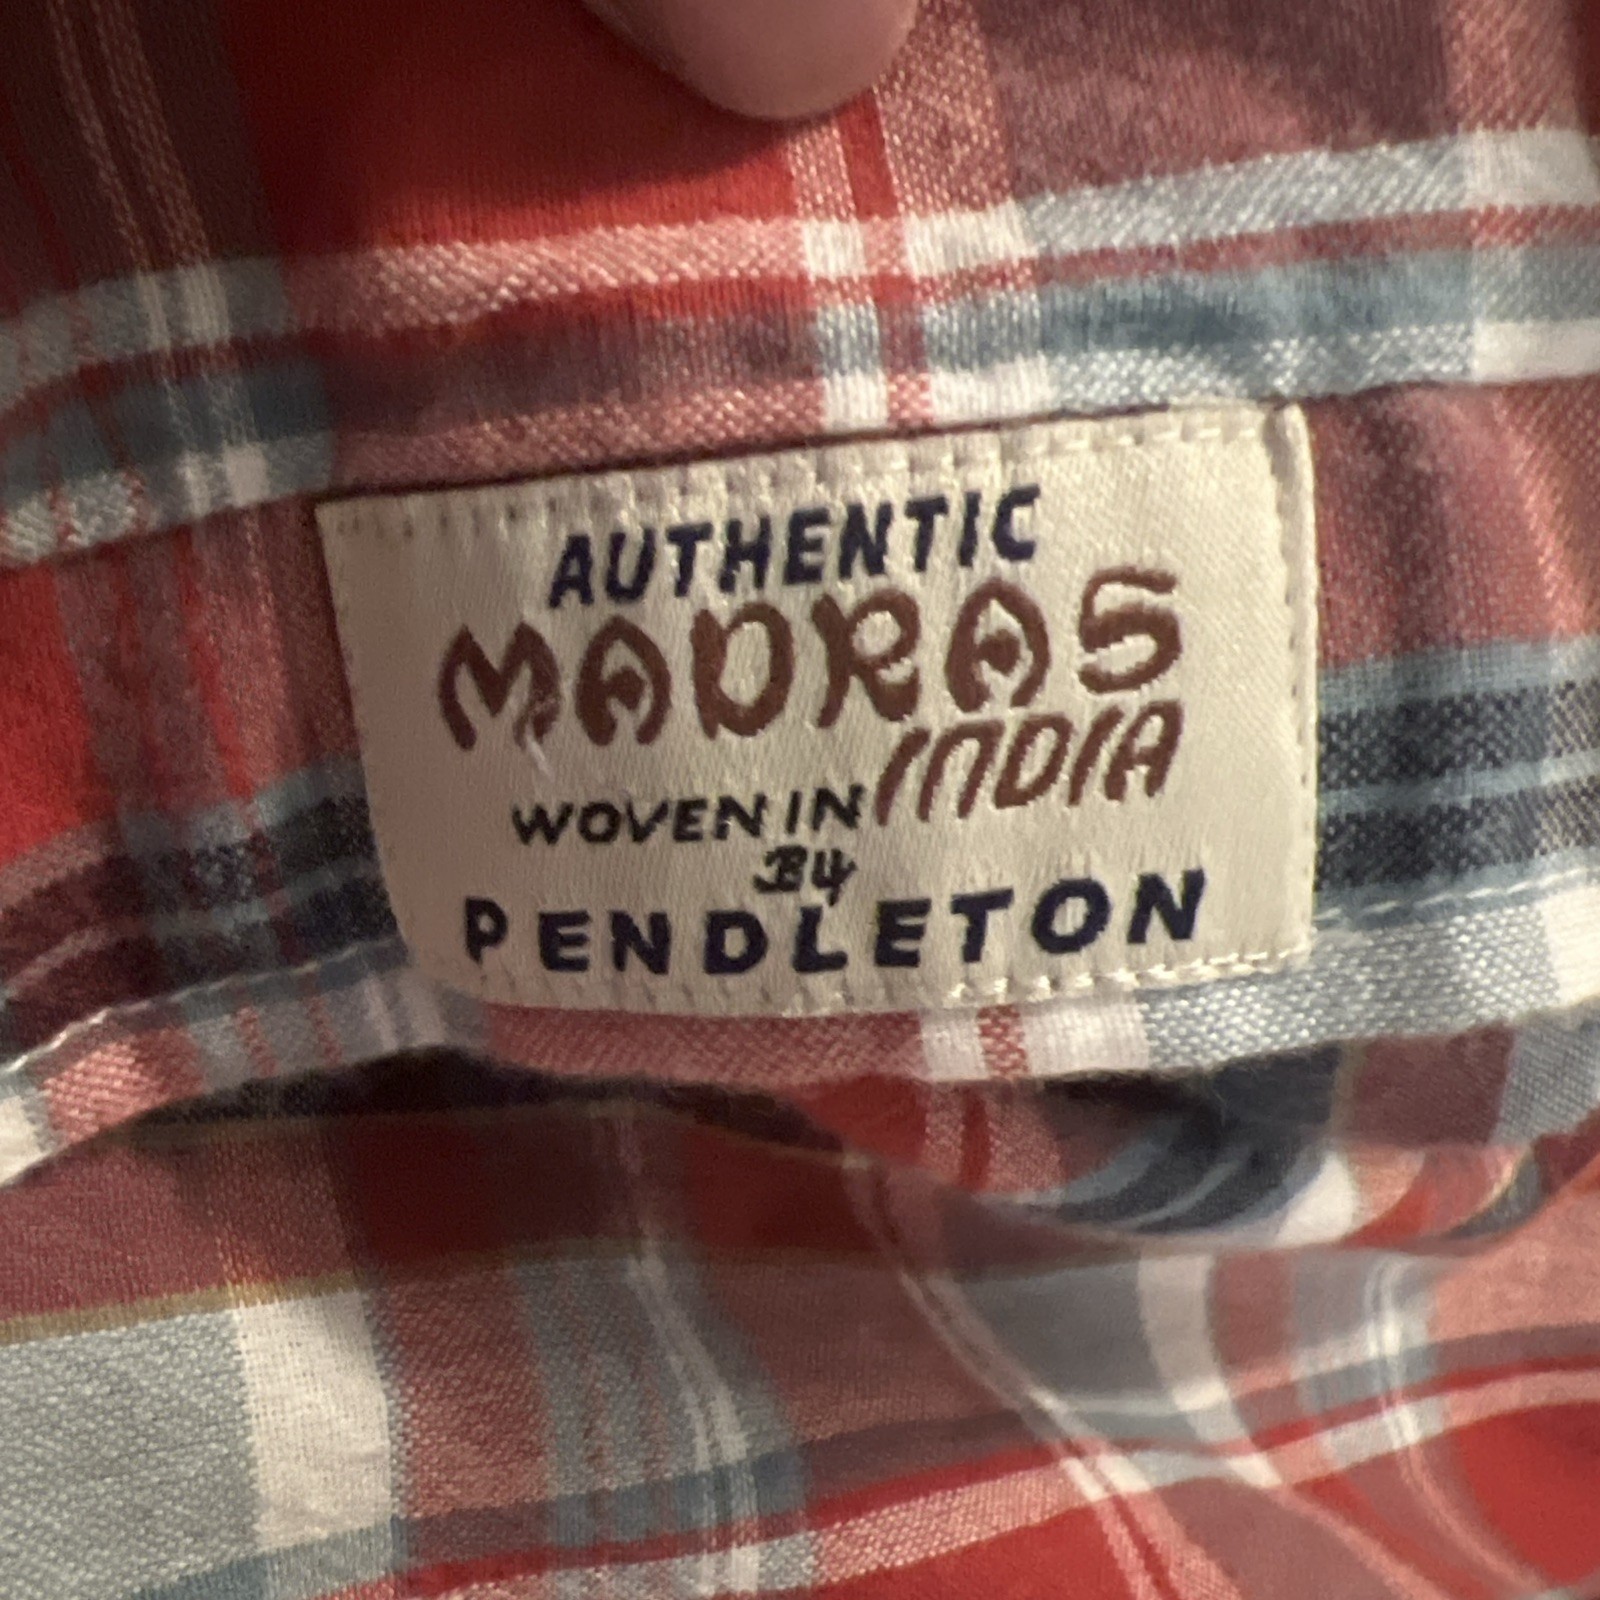 AUTHENTIC
MADRAS
WOVEN IN INDIA
By
PENDLETON